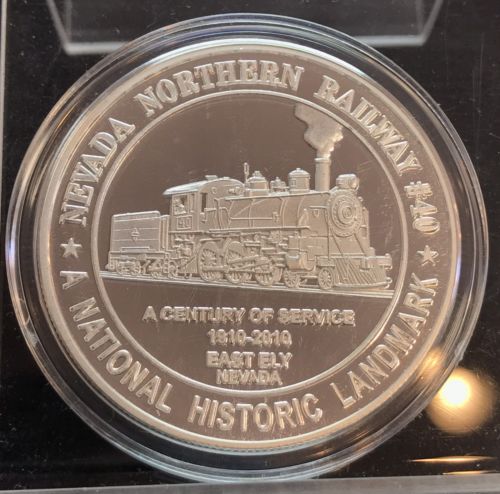 NEVADA NORTHERN RAILWAY #40
A CENTURY OF SERVICE
1910-2010
EAST ELY
NEVADA
★ A NATIONAL HISTORIC LANDMARK ★